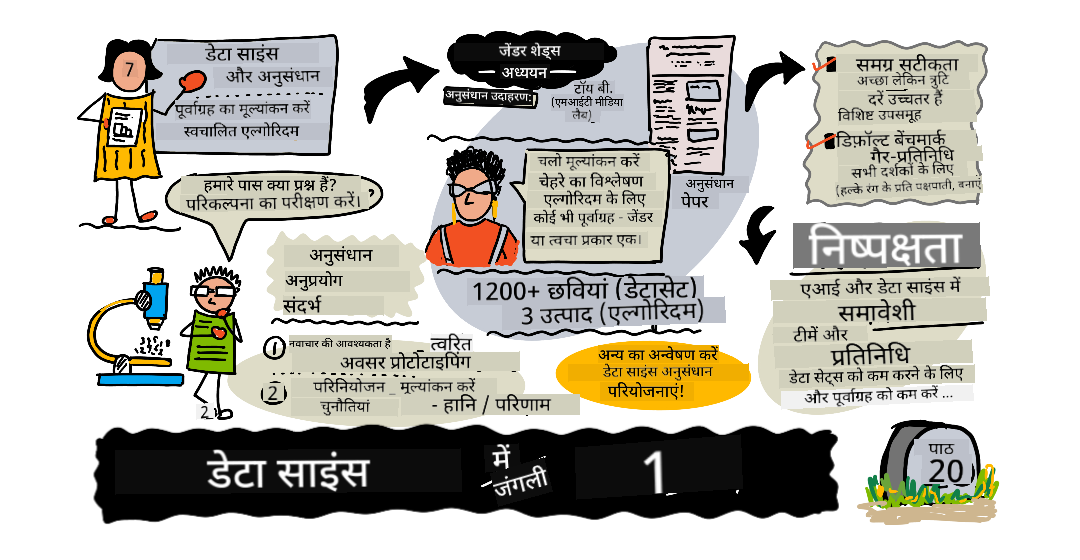 7
डेटा साइंस
और अनुसंधान
पूर्वाग्रह का मूल्यांकन करें
स्वचालित एल्गोरिदम
हमारे पास क्या प्रश्न हैं?
परिकल्पना का परीक्षण करें। ?
अनुसंधान
अनुप्रयोग
संदर्भ
1 नवाचार की आवश्यकता है _ त्वरित
अवसर प्रोटोटाइपिंग
2 परिनियोजन _ मूल्यांकन करें
चुनौतियां - हानि / परिणाम
2
जेंडर शेड्स
अध्ययन
अनुसंधान उदाहरण:
टॉय बी.
(एमआईटी मीडिया
लैब)
चलो मूल्यांकन करें
चेहरे का विश्लेषण
एल्गोरिदम के लिए
कोई भी पूर्वाग्रह - जेंडर
या त्वचा प्रकार एक।
अनुसंधान
पेपर
1200+ छवियां (डेटासेट)
3 उत्पाद (एल्गोरिदम)
अन्य का अन्वेषण करें
डेटा साइंस अनुसंधान
परियोजनाएं!
समग्र सटीकता
अच्छा लेकिन त्रुटि
दरें उच्चतर हैं
विशिष्ट उपसमूह
डिफ़ॉल्ट बेंचमार्क
गैर-प्रतिनिधि
सभी दर्शकों के लिए
(हल्के रंग के प्रति पक्षपाती, बनाएं
निष्पक्षता
एआई और डेटा साइंस में
समावेशी
टीमें और
प्रतिनिधि
डेटा सेट्स को कम करने के लिए
और पूर्वाग्रह को कम करें ...
डेटा साइंस
में
जंगली
1
पाठ
20